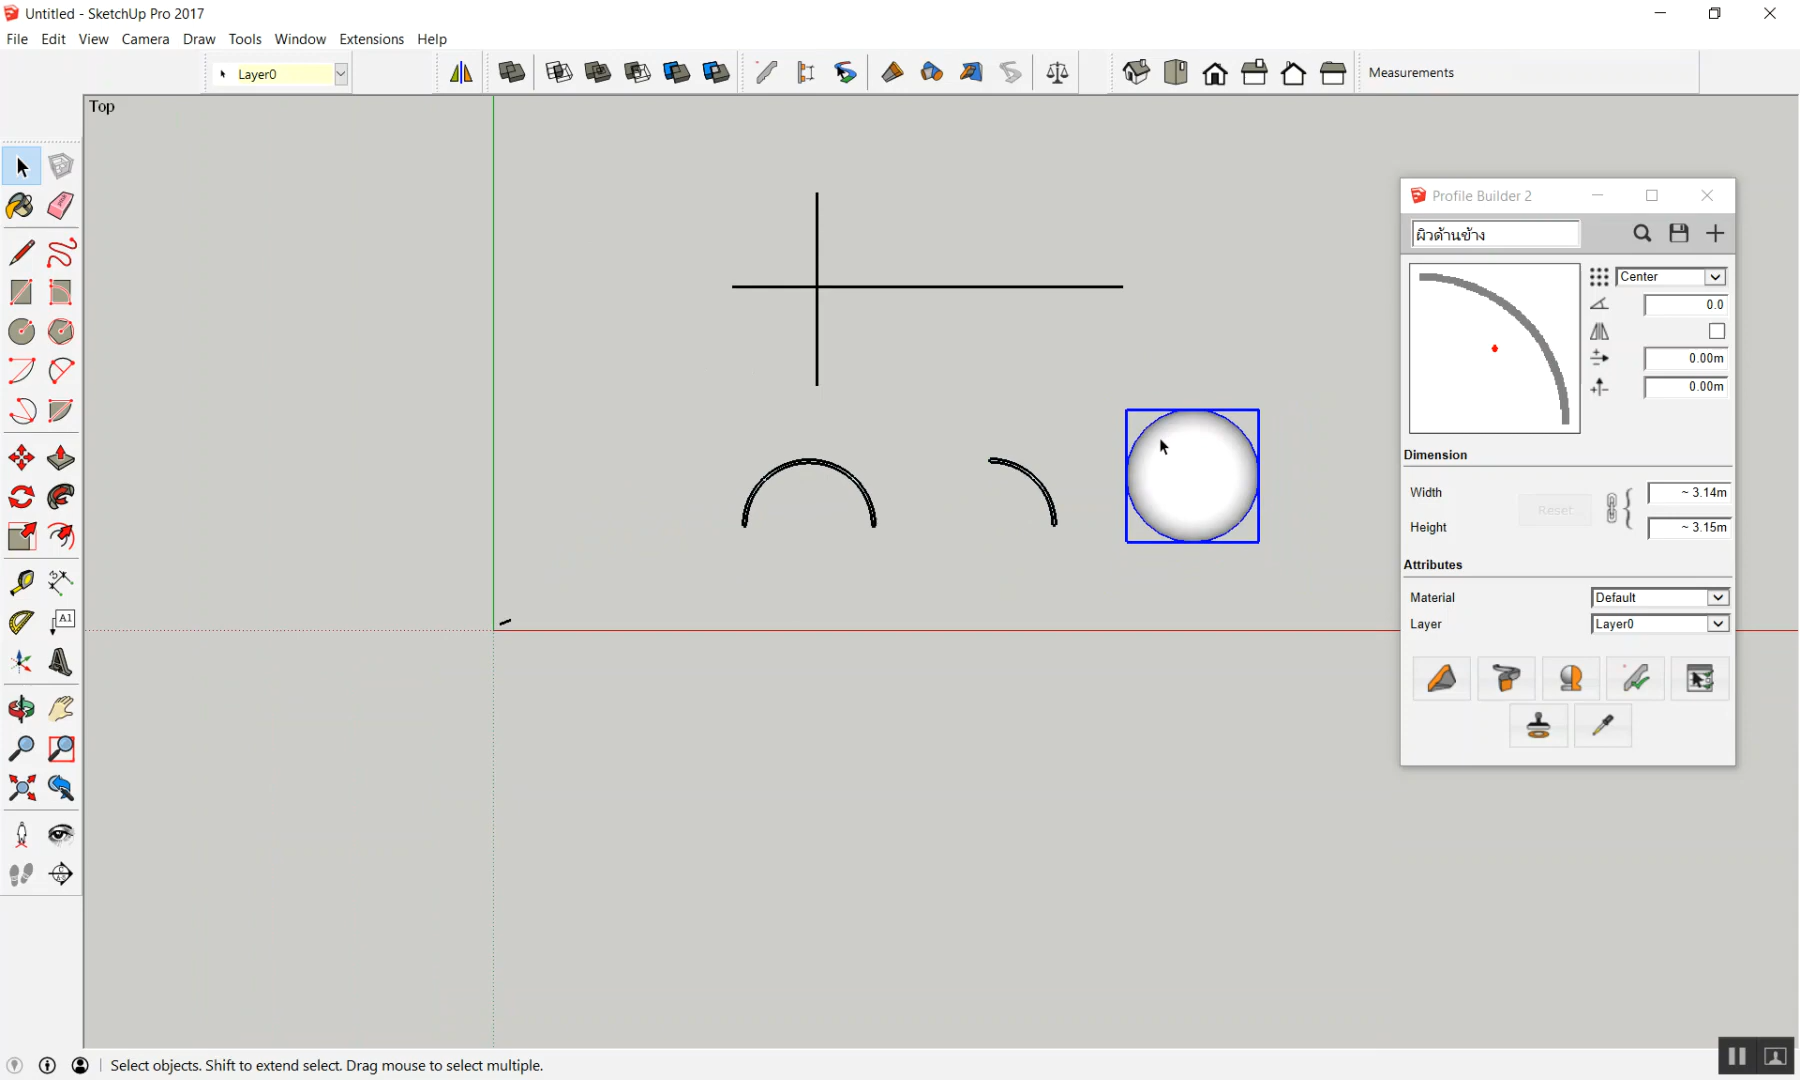 Untitled - SketchUp Pro 2017
File Edit View Camera Draw Tools Window Extensions Help
Layer0
Measurements
Top
Profile Builder 2
ผิวด้านข้าง
Center
0.0
0.00m
0.00m
Dimension
Width
~ 3.14m
Reset
Height
~ 3.15m
Attributes
Material
Default
Layer
Layer0
A1
Select objects. Shift to extend select. Drag mouse to select multiple.